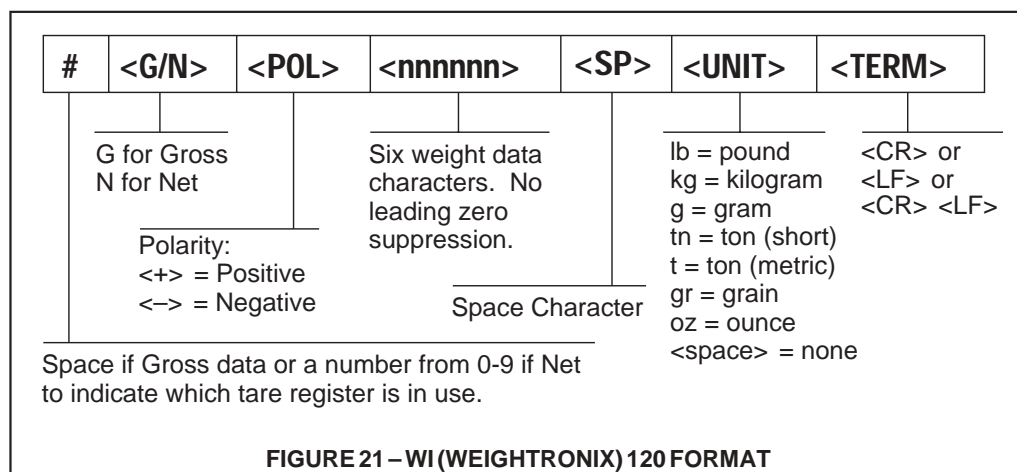 # <G/N> <POL> <nnnnnn> <SP> <UNIT> <TERM>
G for Gross
N for Net
Polarity:
<+> = Positive
<–> = Negative
Six weight data
characters. No
leading zero
suppression.
Space Character
lb = pound
kg = kilogram
g = gram
tn = ton (short)
t = ton (metric)
gr = grain
oz = ounce
<space> = none
<CR> or
<LF> or
<CR> <LF>
Space if Gross data or a number from 0-9 if Net
to indicate which tare register is in use.
FIGURE 21 – WI (WEIGHTRONIX) 120 FORMAT